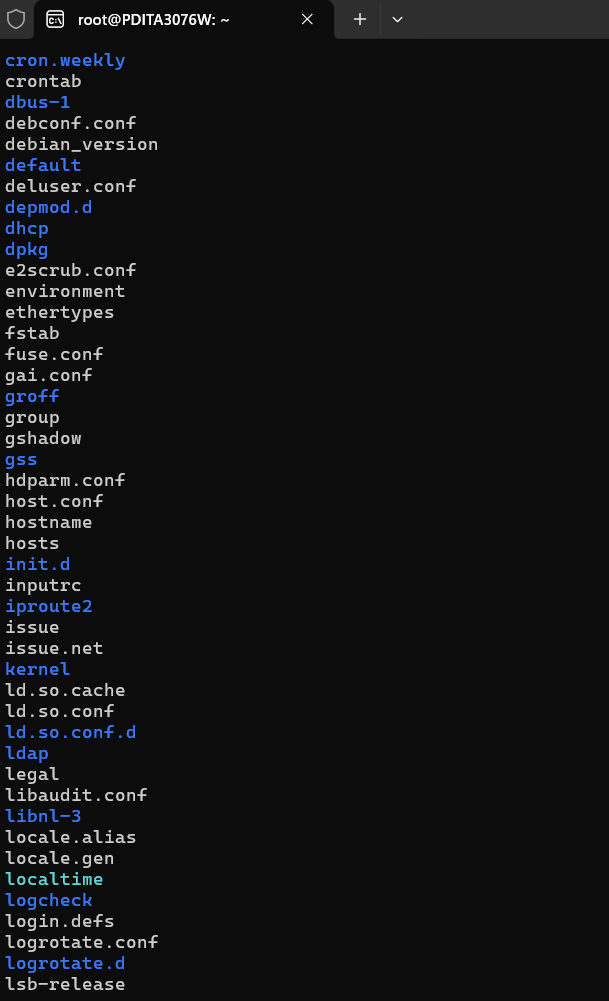 root@PDITA3076W: ~
cron.weekly
crontab
dbus-1
debconf.conf
debian_version
default
deluser.conf
depmod.d
dhcp
dpkg
e2scrub.conf
environment
ethertypes
fstab
fuse.conf
gai.conf
groff
group
gshadow
gss
hdparm.conf
host.conf
hostname
hosts
init.d
inputrc
iproute2
issue
issue.net
kernel
ld.so.cache
ld.so.conf
ld.so.conf.d
ldap
legal
libaudit.conf
libnl-3
locale.alias
locale.gen
localtime
logcheck
login.defs
logrotate.conf
logrotate.d
lsb-release